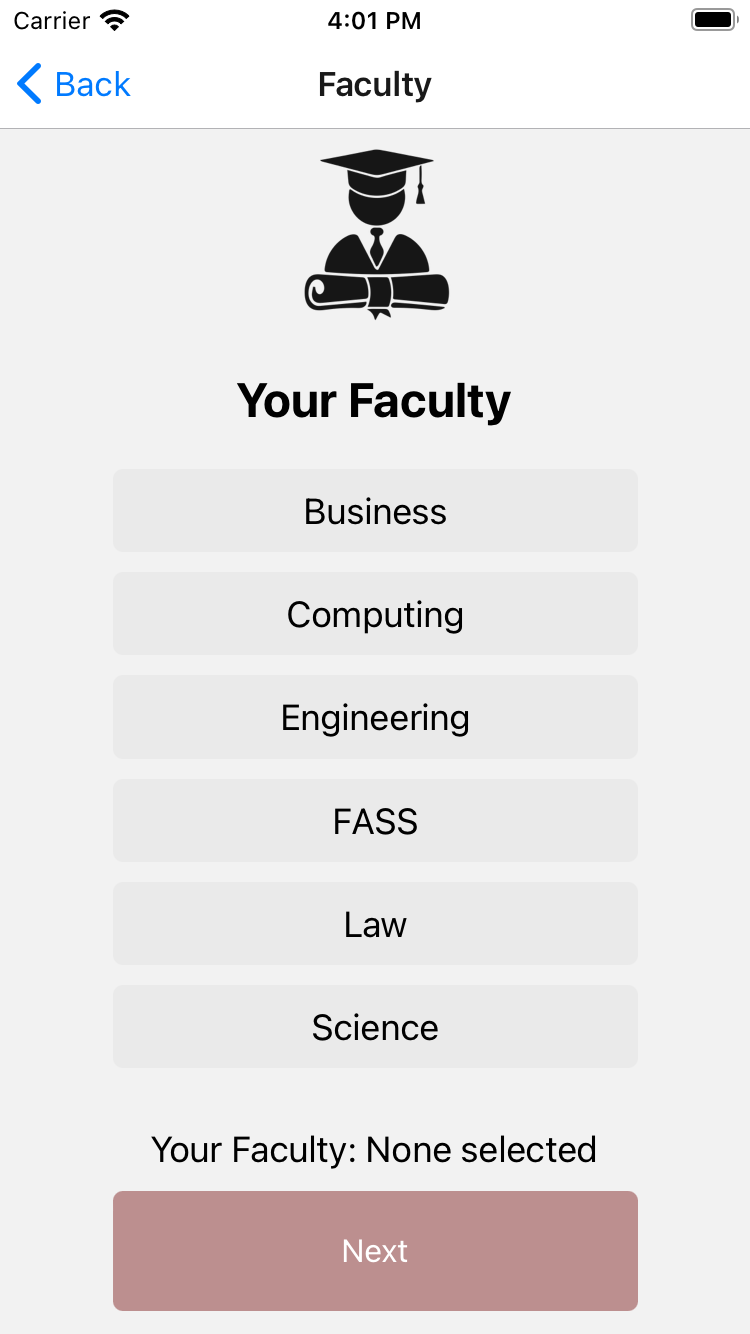 Carrier 4:01 PM
Back Faculty
Your Faculty
Business
Computing
Engineering
FASS
Law
Science
Your Faculty: None selected
Next